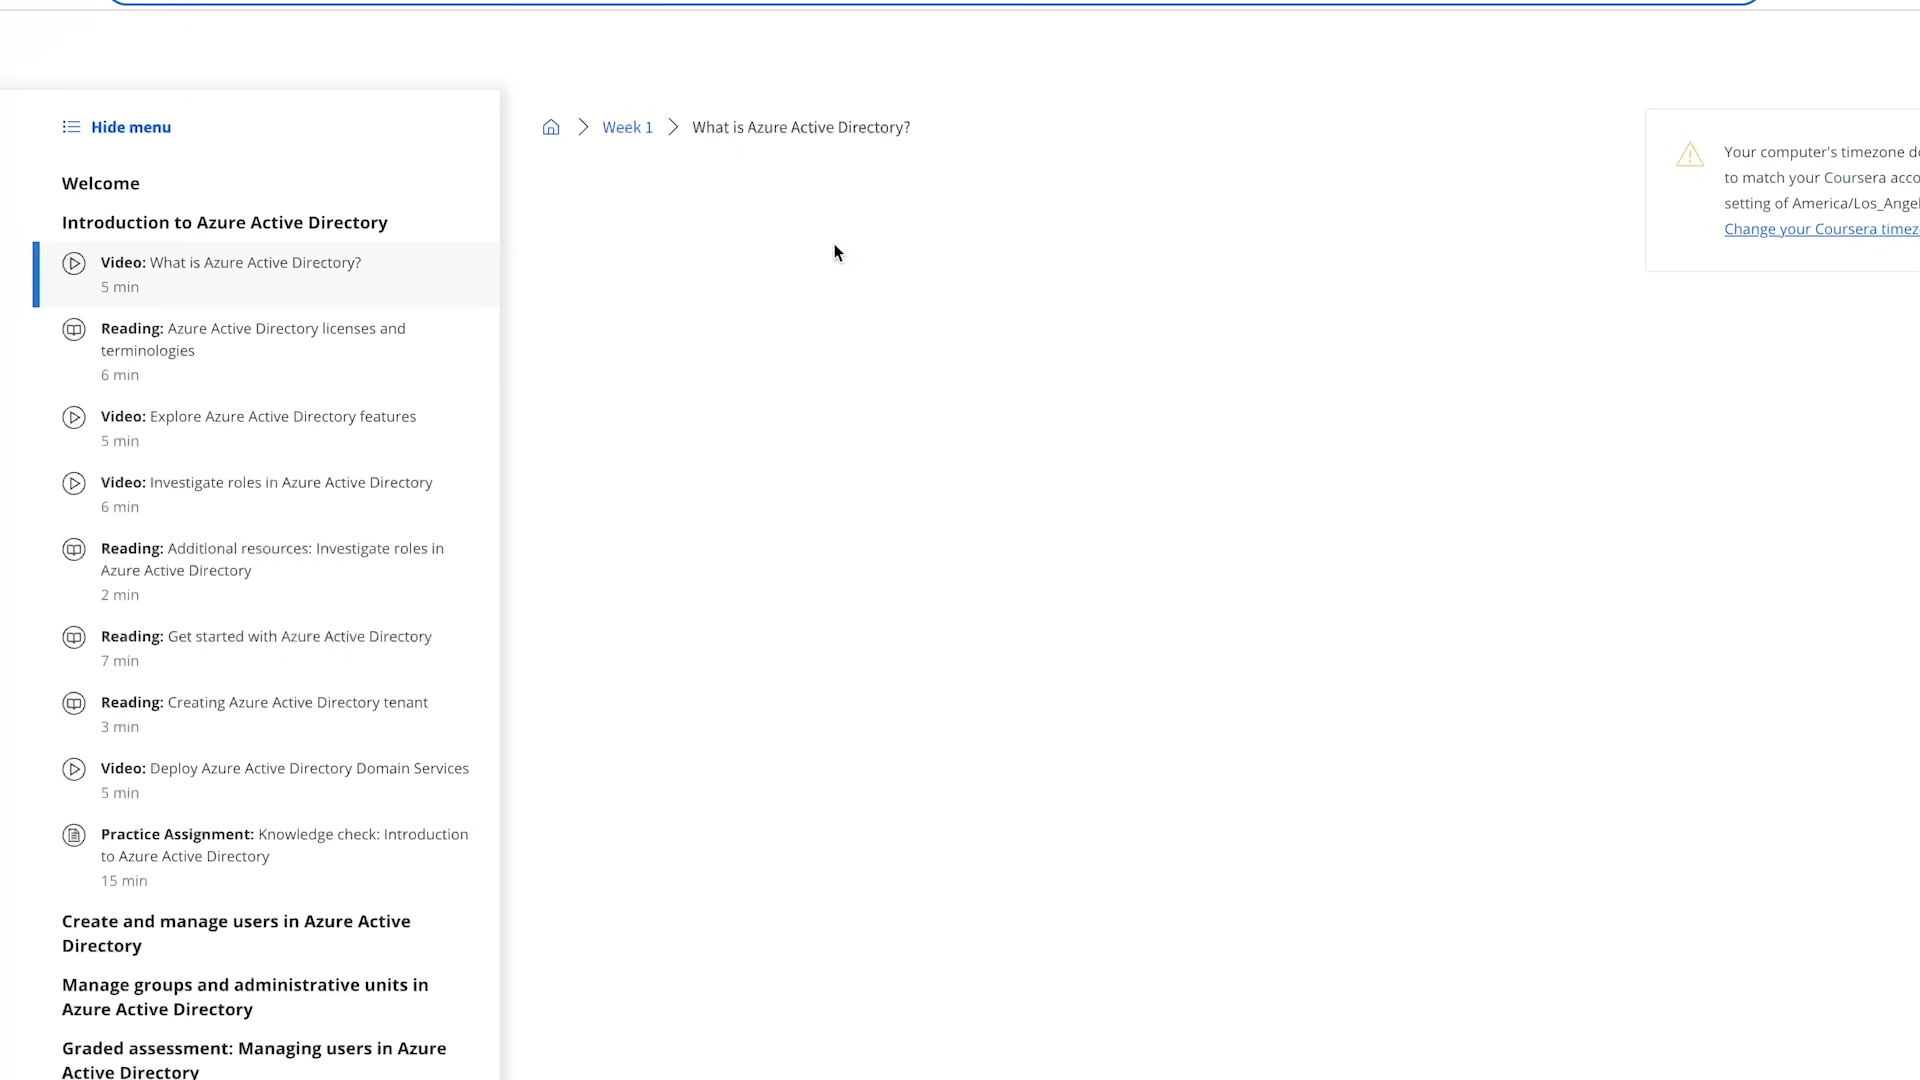 Hide menu
Week 1
What is Azure Active Directory?
Your computer's timezone
to match your Coursera
setting of
Change your Coursera
Welcome
Introduction to Azure Active Directory
Video: What is Azure Active Directory?
5 min
Reading: Azure Active Directory licenses and
terminologies
6 min
Video: Explore Azure Active Directory features
5 min
Video: Investigate roles in Azure Active Directory
6 min
Reading: Additional resources: Investigate roles in
Azure Active Directory
2 min
Reading: Get started with Azure Active Directory
7 min
Reading: Creating Azure Active Directory tenant
3 min
Video: Deploy Azure Active Directory Domain Services
5 min
Practice Assignment: Knowledge check: Introduction
to Azure Active Directory
15 min
Create and manage users in Azure Active
Directory
Manage groups and administrative units in
Azure Active Directory
Graded assessment: Managing users in Azure
Active Directory